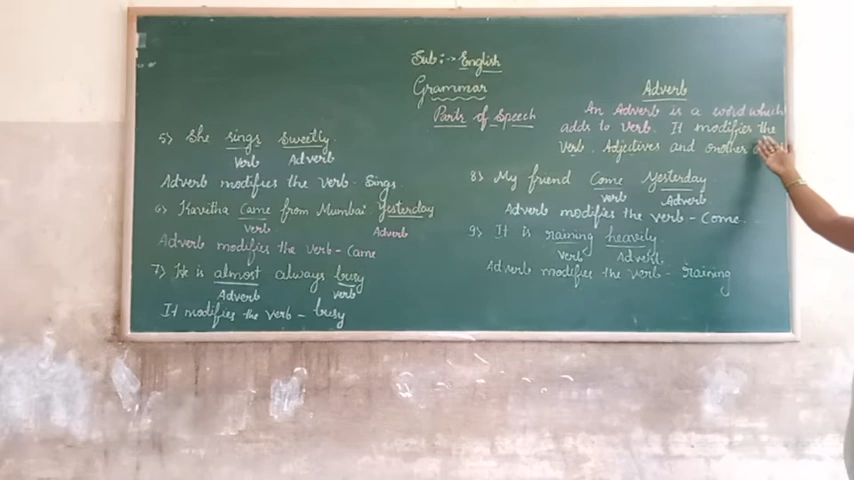 Sub:- English
Grammar
Parts of Speech
Adverb
An Adverb is a word which
adds to verb. It modifies the
Verb, Adjectives and another
5) She sings sweetly
Verb Adverb
Adverb modifies the verb - Sings.
6) Kavitha came from Mumbai yesterday
verb Adverb
Adverb modifies the verb - Came
7) He is almost always busy
Adverb verb
It modifies the verb - busy
8) My friend Come Yesterday
verb Adverb
Adverb modifies the verb - Come..
9) It is raining heavily.
Verb Adverb
Adverb modifies the verb - raining